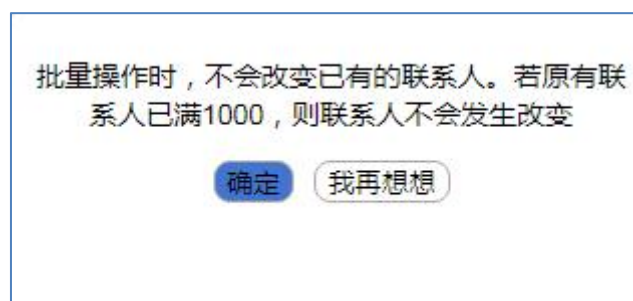 批量操作时，不会改变已有的联系人。若原有联
系人已满1000，则联系人不会发生改变
确定 我再想想